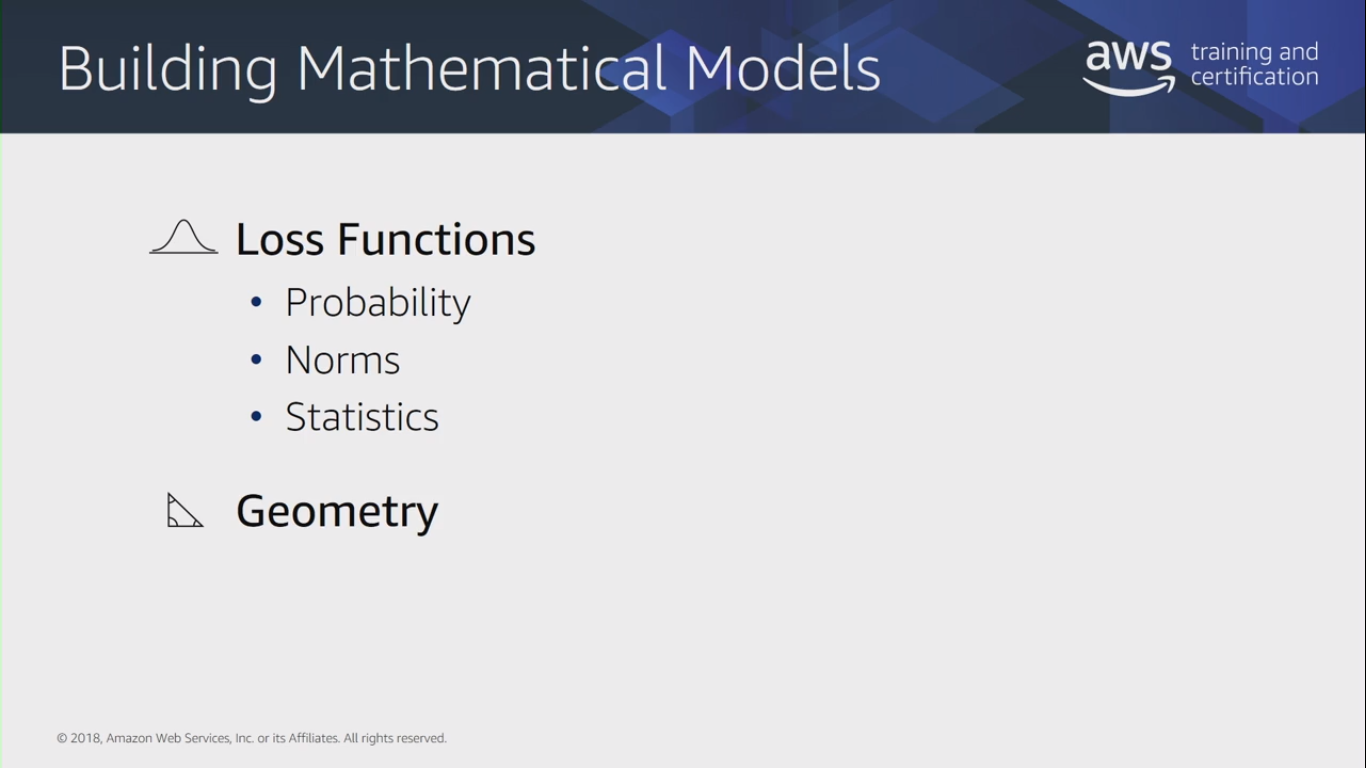 Building Mathematical Models
aws
training and
certification
Loss Functions
• Probability
• Norms
• Statistics
Geometry
© 2018, Amazon Web Services, Inc. or its Affiliates. All rights reserved.